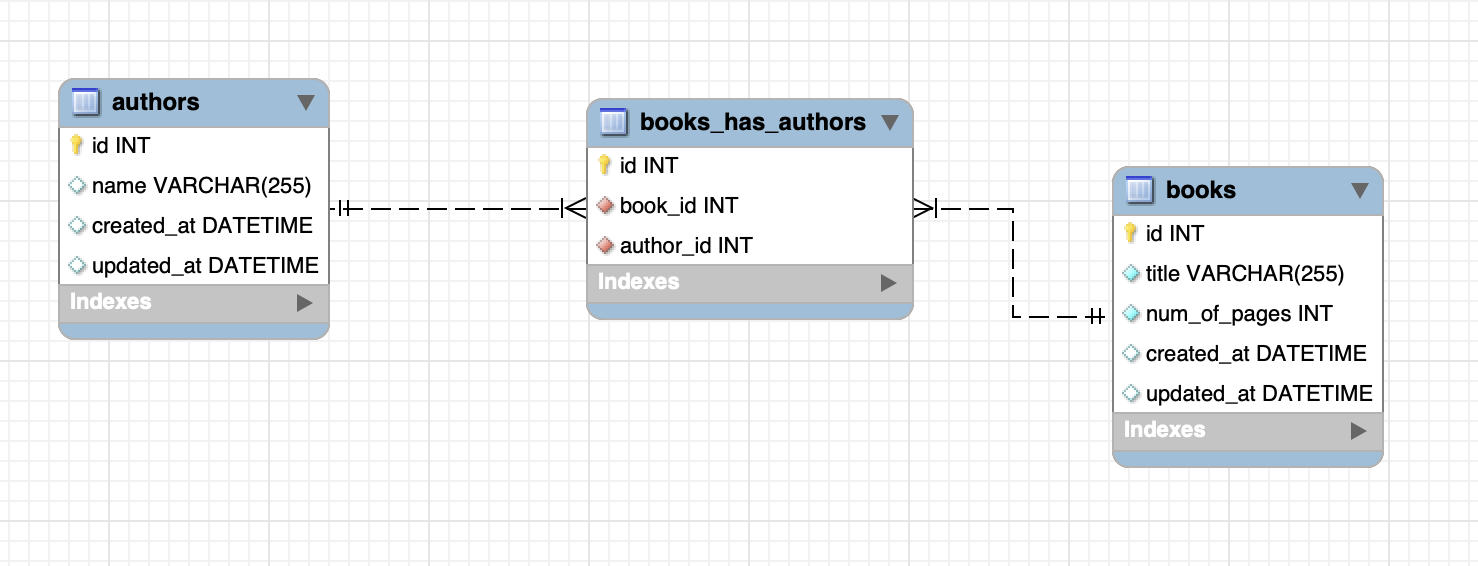 authors
id INT
name VARCHAR(255)
created_at DATETIME
updated_at DATETIME
Indexes
books_has_authors
id INT
book_id INT
author_id INT
Indexes
books
id INT
title VARCHAR(255)
num_of_pages INT
created_at DATETIME
updated_at DATETIME
Indexes